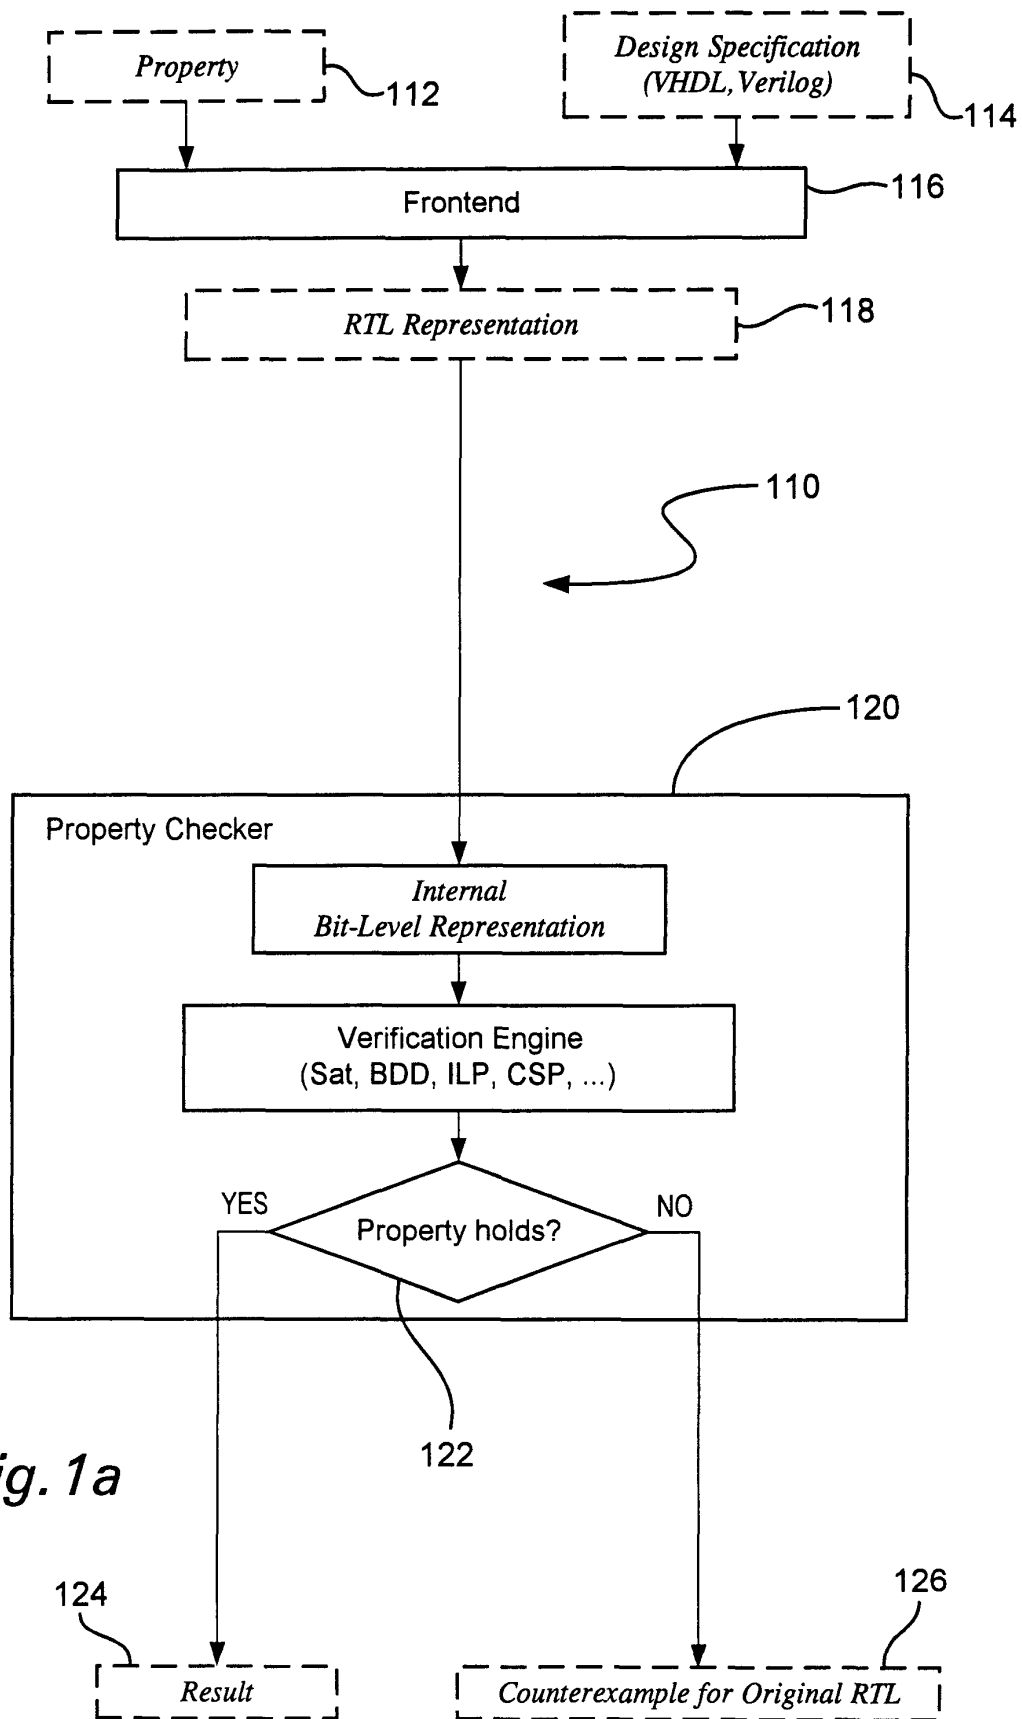 Property
112
Design Specification
(VHDL, Verilog)
114
Frontend
116
RTL Representation
118
110
120
Property Checker
Internal
Bit-Level Representation
Verification Engine
(Sat, BDD, ILP, CSP, ...)
YES
NO
Property holds?
122
ig. 1a
124
126
Result
Counterexample for Original RTL